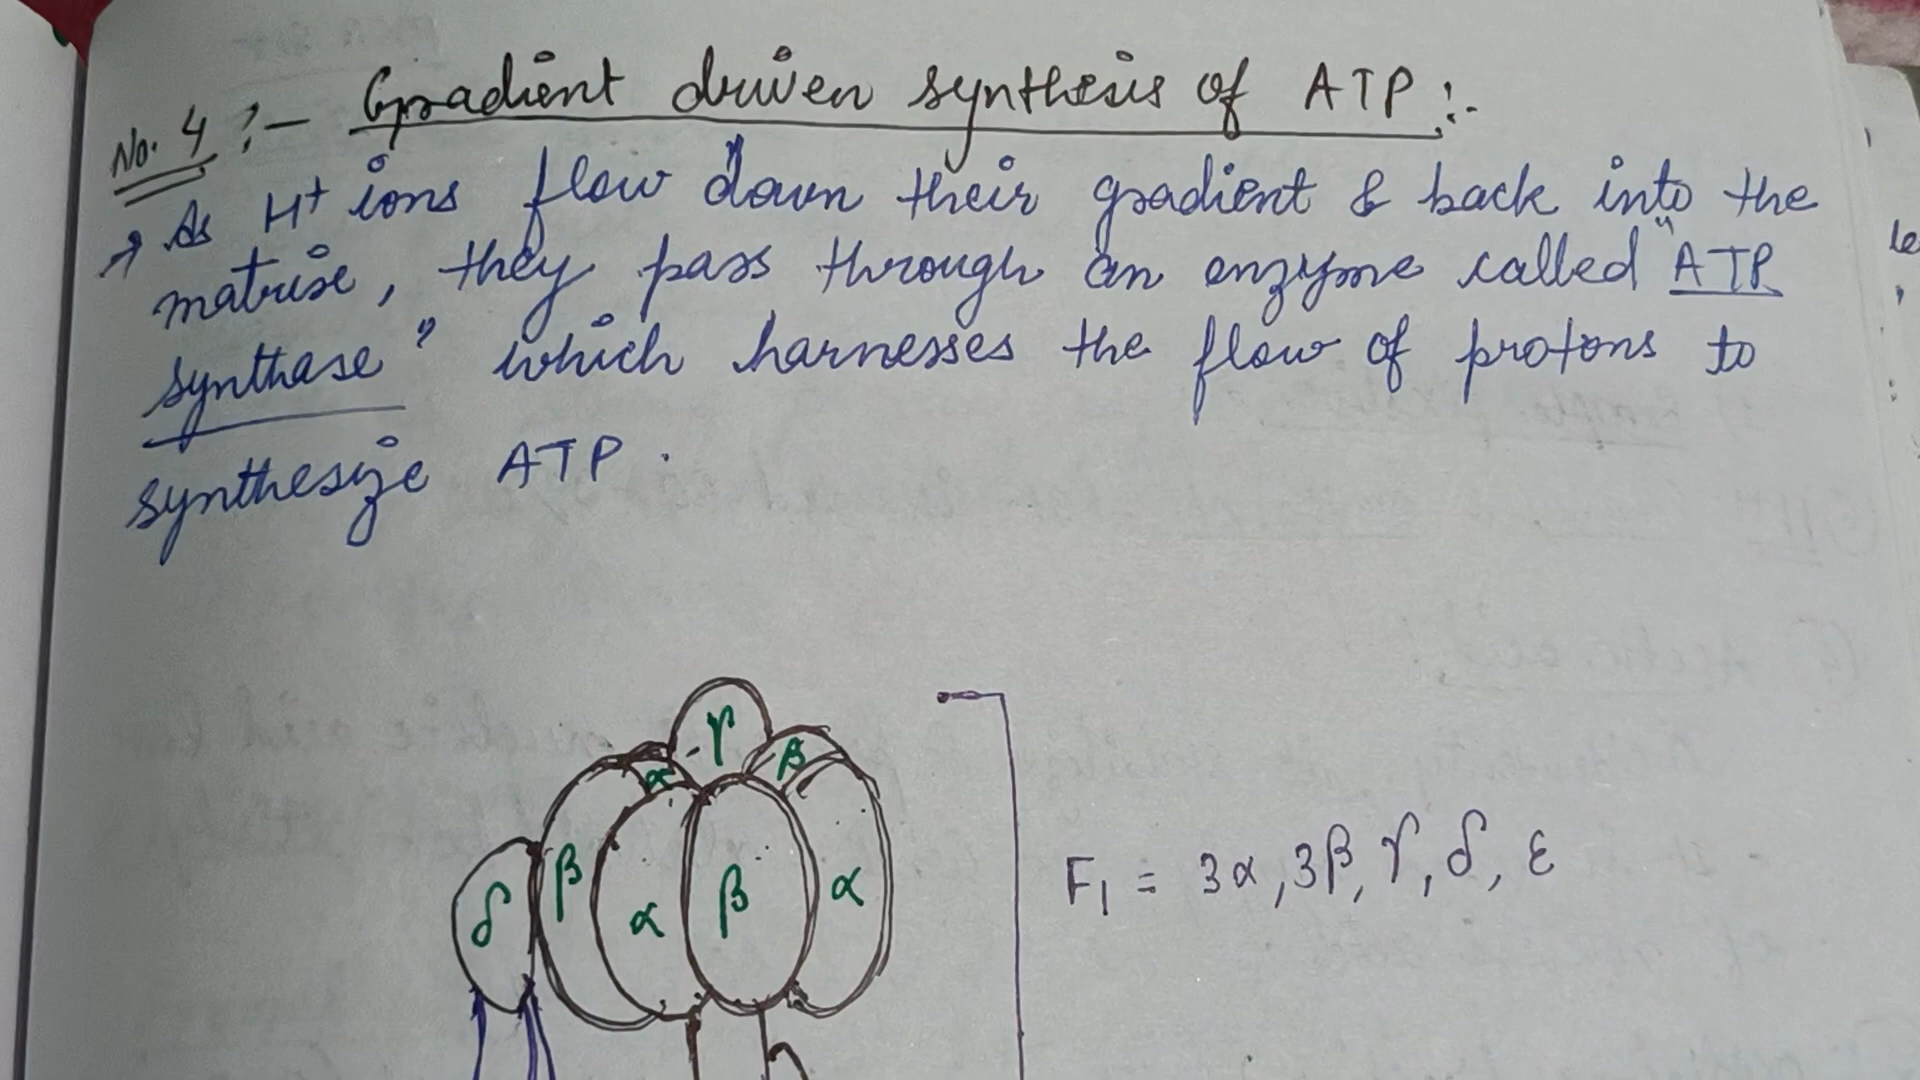 No. 4 :- Gradient driven synthesis of ATP :-
→ As H+ ions flow down their gradient & back into the
matrix, they pass through an enzyme called "ATP
synthase" which harnesses the flow of protons to
synthesize ATP.
γ
α β
δ β α β α
F1 = 3α, 3β, γ, δ, ε